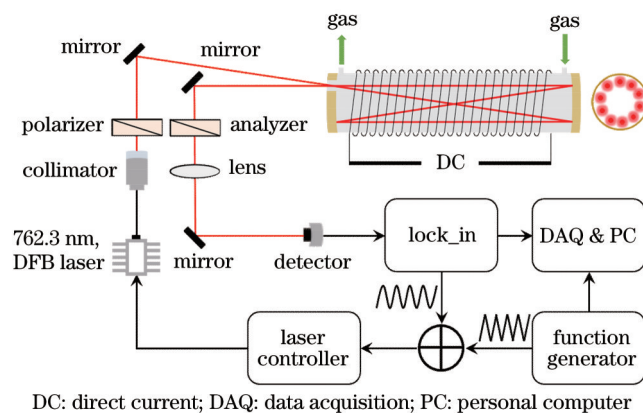 gas
gas
mirror
mirror
polarizer
analyzer
collimator
lens
DC
762.3 nm,
DFB laser
mirror
detector
lock_in
DAQ & PC
laser
controller
function
generator
DC: direct current; DAQ: data acquisition; PC: personal computer